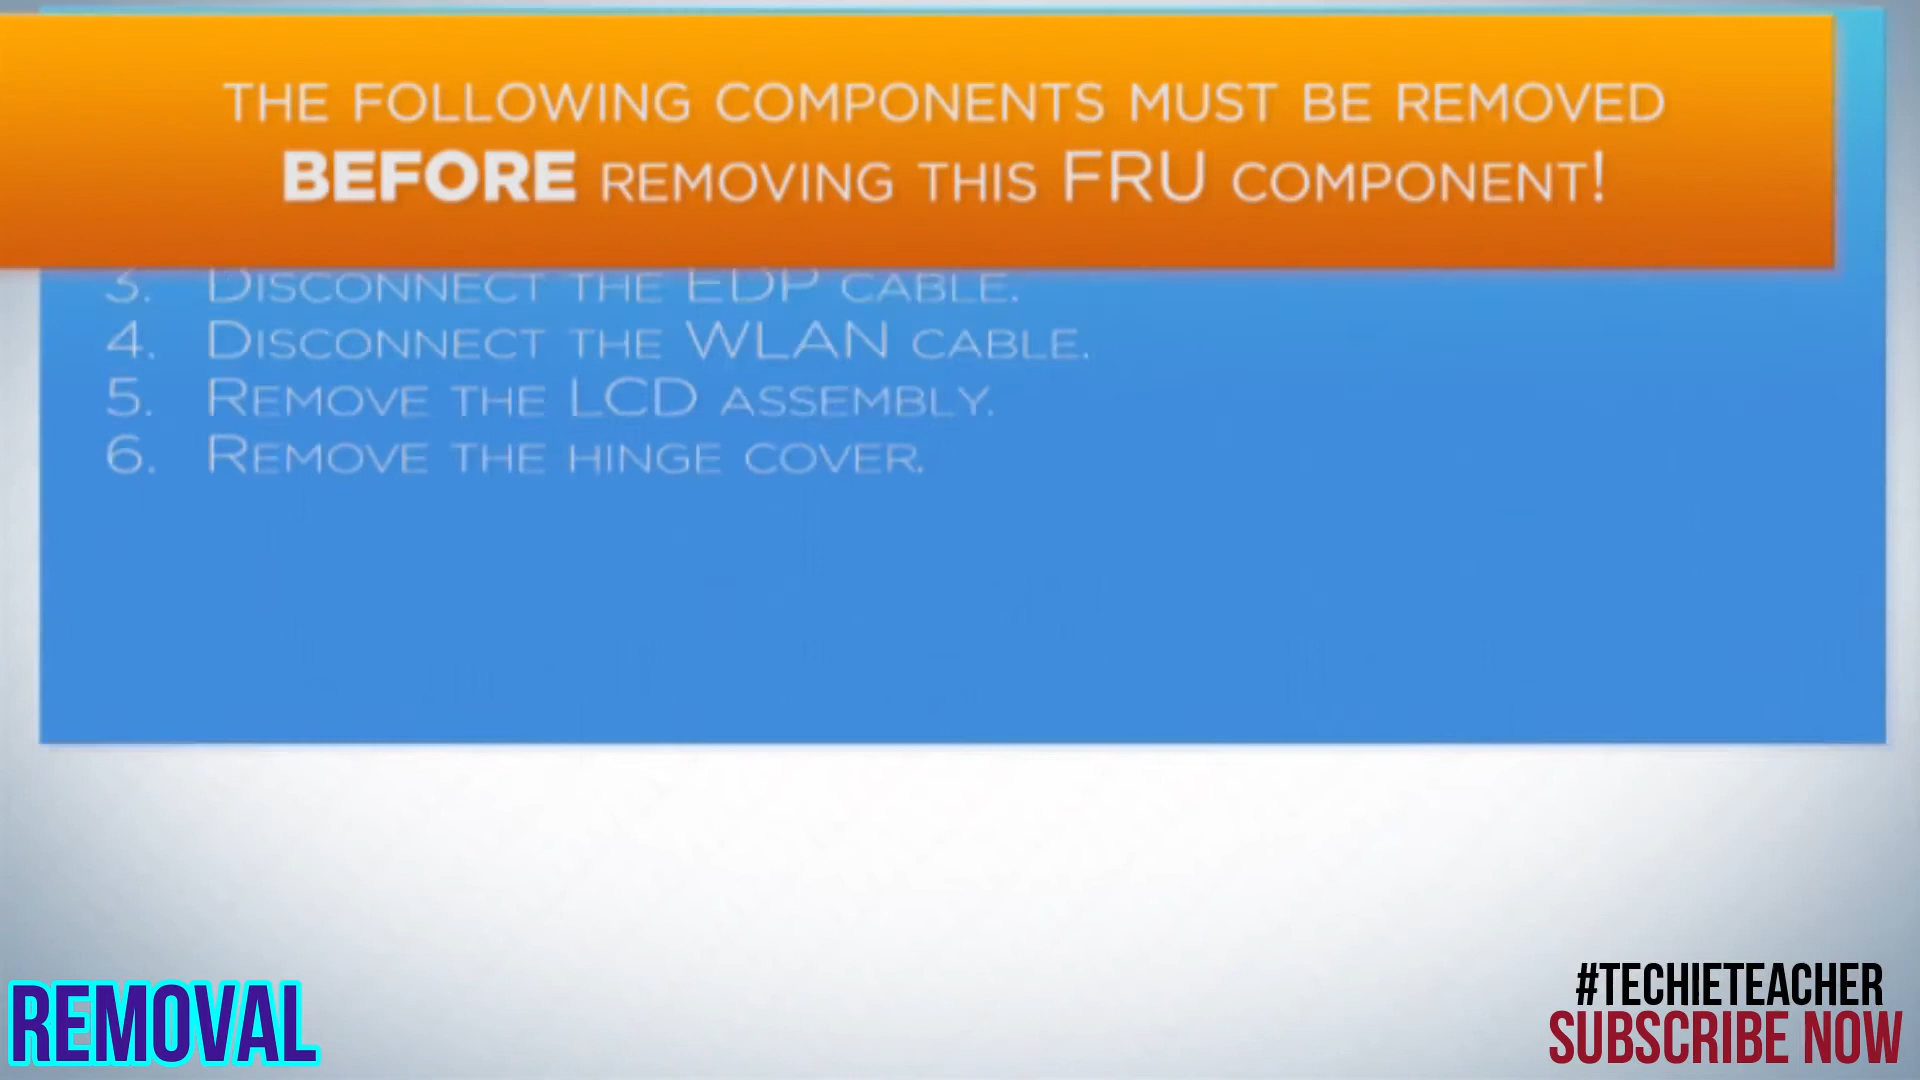 THE FOLLOWING COMPONENTS MUST BE REMOVED
BEFORE REMOVING THIS FRU COMPONENT!
3. DISCONNECT THE EDP CABLE.
4. DISCONNECT THE WLAN CABLE.
5. REMOVE THE LCD ASSEMBLY.
6. REMOVE THE HINGE COVER.
REMOVAL
#TECHIETEACHER
SUBSCRIBE NOW